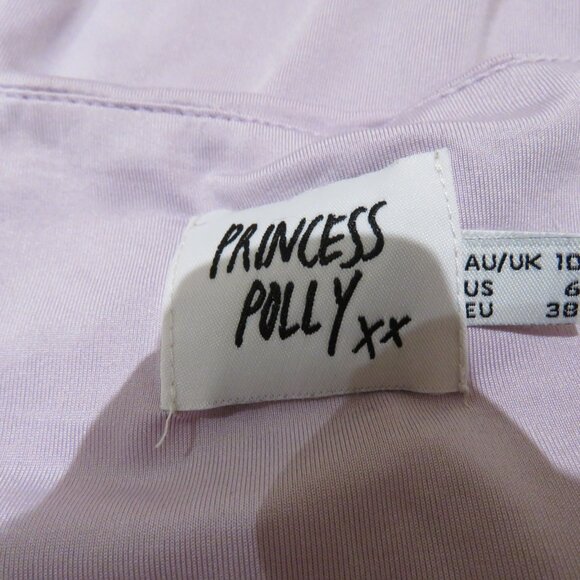 PRINCESS
POLLY xx
AU/UK 10
US 6
EU 38